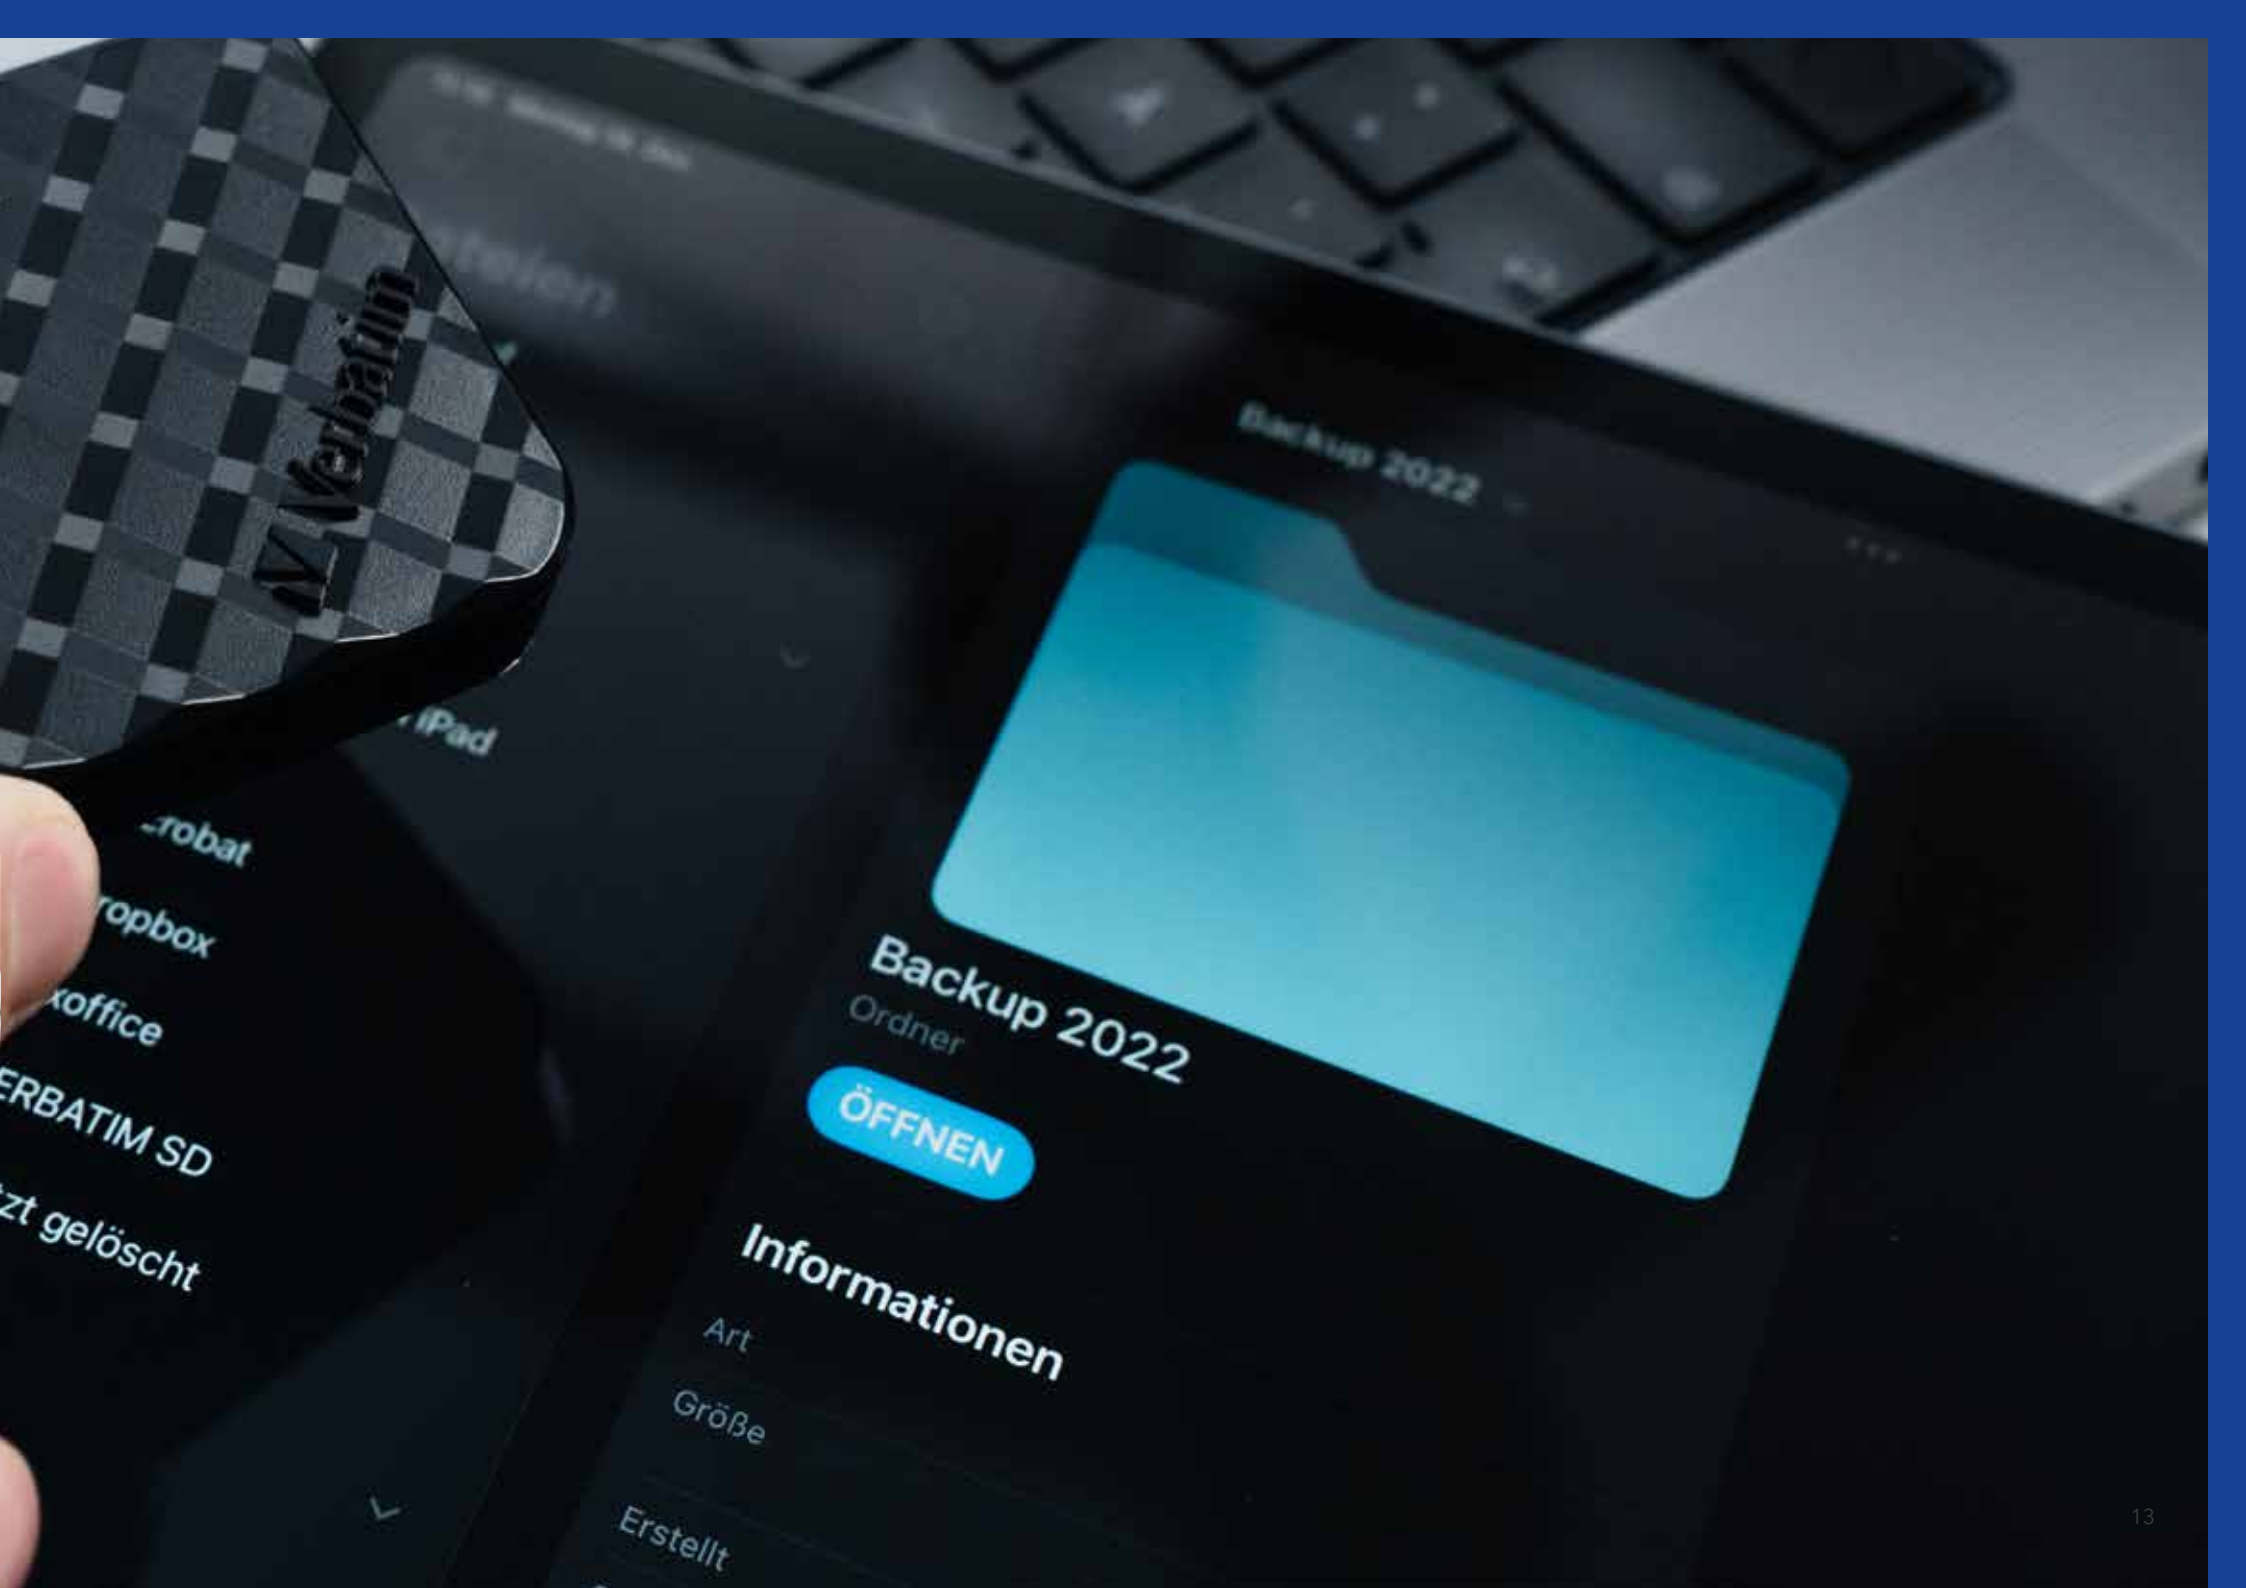 Verbatim
Backup 2022
iPad
robat
ropbox
xoffice
ERBATIM SD
zt gelöscht
Backup 2022
Ordner
ÖFFNEN
Informationen
Art
Größe
Erstellt
13